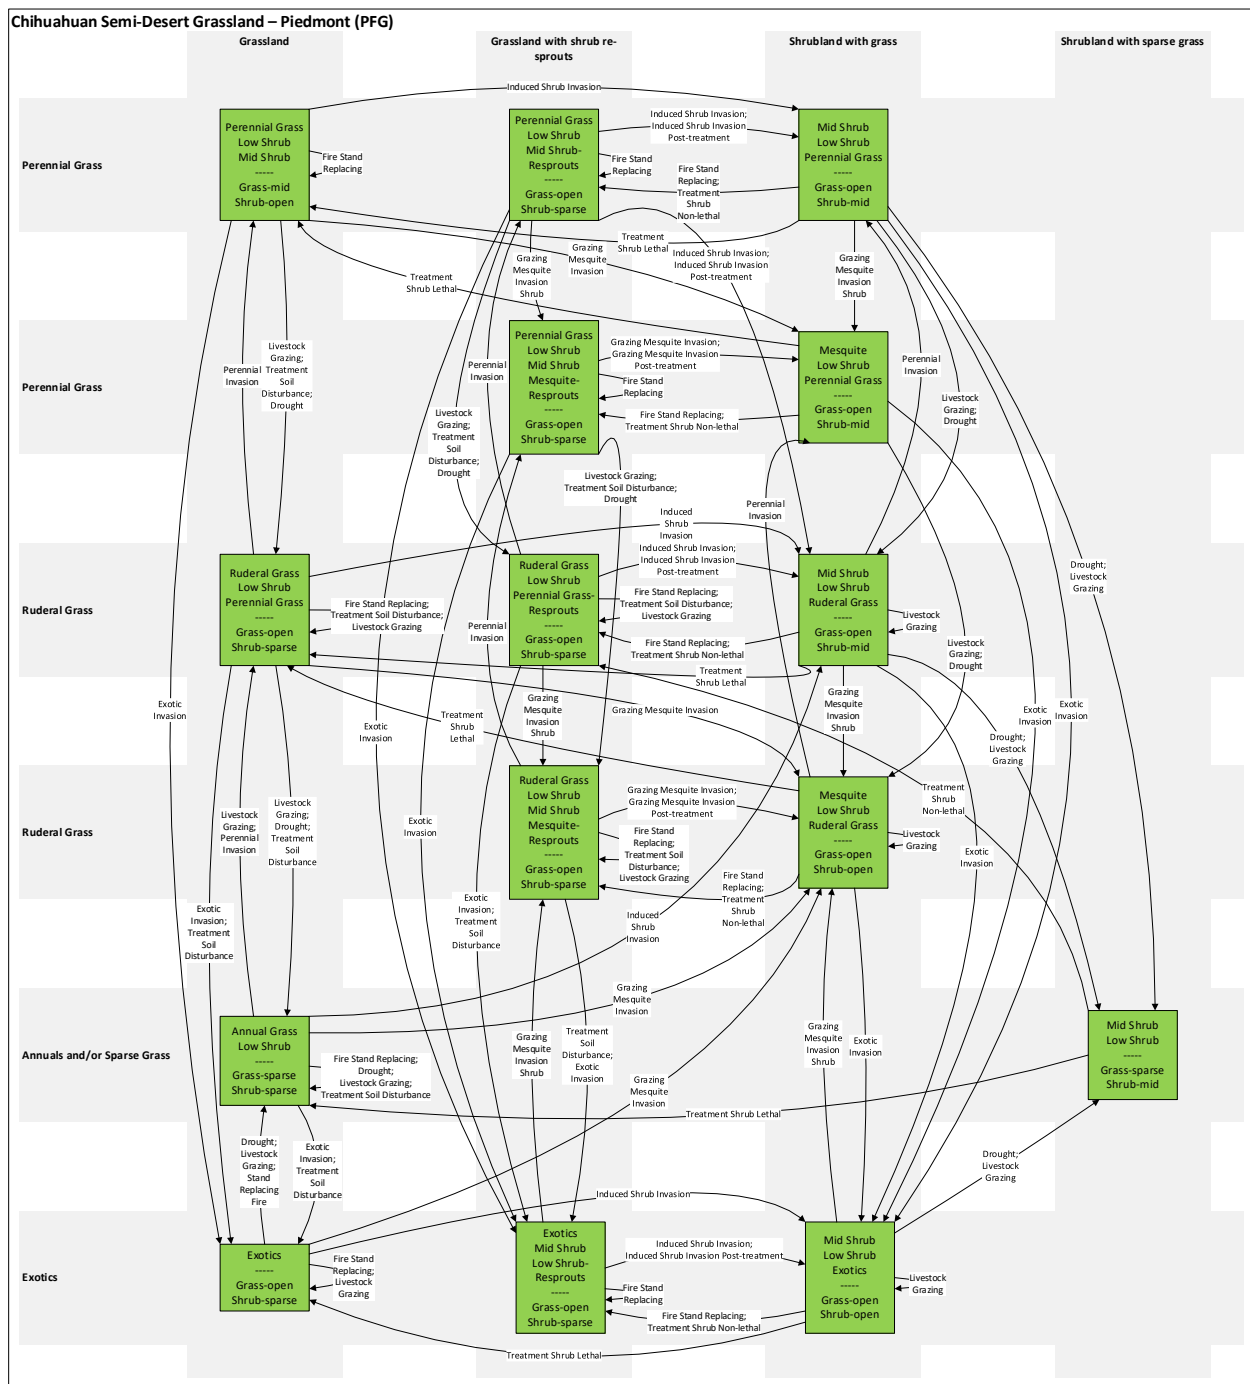 Chihuahuan Semi-Desert Grassland – Piedmont (PFG)
Grassland
Grassland with shrub re-
sprouts
Shrubland with grass
Shrubland with sparse grass
Induced Shrub Invasion
Perennial Grass
Perennial Grass
Low Shrub
Mid Shrub
-----
Grass-mid
Shrub-open
Fire Stand
Replacing
Perennial Grass
Low Shrub
Mid Shrub-
Resprouts
-----
Grass-open
Shrub-sparse
Induced Shrub Invasion;
Induced Shrub Invasion
Post-treatment
Fire Stand
Replacing
Fire Stand
Replacing;
Treatment
Shrub
Non-lethal
Mid Shrub
Low Shrub
Perennial Grass
-----
Grass-open
Shrub-mid
Treatment
Shrub Lethal
Grazing
Mesquite
Invasion
Treatment
Shrub Lethal
Grazing
Mesquite
Invasion
Shrub
Induced Shrub Invasion;
Induced Shrub Invasion
Post-treatment
Grazing
Mesquite
Invasion
Shrub
Perennial Grass
Perennial
Invasion
Livestock
Grazing;
Treatment
Soil
Disturbance;
Drought
Perennial
Invasion
Livestock
Grazing;
Treatment
Soil
Disturbance;
Drought
Perennial Grass
Low Shrub
Mid Shrub
Mesquite-
Resprouts
-----
Grass-open
Shrub-sparse
Grazing Mesquite Invasion;
Grazing Mesquite Invasion
Post-treatment
Fire Stand
Replacing
Fire Stand Replacing;
Treatment Shrub Non-lethal
Mesquite
Low Shrub
Perennial Grass
-----
Grass-open
Shrub-mid
Perennial
Invasion
Livestock
Grazing;
Drought
Livestock Grazing;
Treatment Soil Disturbance;
Drought
Perennial
Invasion
Induced
Shrub
Invasion
Ruderal Grass
Ruderal Grass
Low Shrub
Perennial Grass
-----
Grass-open
Shrub-sparse
Fire Stand Replacing;
Treatment Soil Disturbance;
Livestock Grazing
Perennial
Invasion
Ruderal Grass
Low Shrub
Perennial Grass-
Resprouts
-----
Grass-open
Shrub-sparse
Induced Shrub Invasion;
Induced Shrub Invasion
Post-treatment
Fire Stand Replacing;
Treatment Soil Disturbance;
Livestock Grazing
Fire Stand Replacing;
Treatment Shrub Non-lethal
Treatment
Shrub Lethal
Mid Shrub
Low Shrub
Ruderal Grass
-----
Grass-open
Shrub-mid
Livestock
Grazing
Drought;
Livestock
Grazing
Livestock
Grazing;
Drought
Exotic
Invasion
Treatment
Shrub
Lethal
Exotic
Invasion
Grazing
Mesquite
Invasion
Shrub
Grazing Mesquite Invasion
Grazing
Mesquite
Invasion
Shrub
Drought;
Livestock
Grazing
Exotic
Invasion
Exotic
Invasion
Ruderal Grass
Livestock
Grazing;
Perennial
Invasion
Livestock
Grazing;
Drought;
Treatment
Soil
Disturbance
Exotic
Invasion
Ruderal Grass
Low Shrub
Mid Shrub
Mesquite-
Resprouts
-----
Grass-open
Shrub-sparse
Grazing Mesquite Invasion;
Grazing Mesquite Invasion
Post-treatment
Fire Stand
Replacing;
Treatment Soil
Disturbance;
Livestock Grazing
Fire Stand
Replacing;
Treatment
Shrub
Non-lethal
Mesquite
Low Shrub
Ruderal Grass
-----
Grass-open
Shrub-open
Livestock
Grazing
Treatment
Shrub
Non-lethal
Exotic
Invasion
Exotic
Invasion;
Treatment
Soil
Disturbance
Exotic
Invasion;
Treatment
Soil
Disturbance
Induced
Shrub
Invasion
Grazing
Mesquite
Invasion
Annuals and/or Sparse Grass
Annual Grass
Low Shrub
-----
Grass-sparse
Shrub-sparse
Fire Stand Replacing;
Drought;
Livestock Grazing;
Treatment Soil Disturbance
Grazing
Mesquite
Invasion
Shrub
Treatment
Soil
Disturbance;
Exotic
Invasion
Grazing
Mesquite
Invasion
Treatment Shrub Lethal
Grazing
Mesquite
Invasion
Shrub
Exotic
Invasion
Mid Shrub
Low Shrub
-----
Grass-sparse
Shrub-mid
Drought;
Livestock
Grazing;
Stand
Replacing
Fire
Exotic
Invasion;
Treatment
Soil
Disturbance
Induced Shrub Invasion
Drought;
Livestock
Grazing
Exotics
Exotics
-----
Grass-open
Shrub-sparse
Fire Stand
Replacing;
Livestock
Grazing
Exotics
Mid Shrub
Low Shrub-
Resprouts
-----
Grass-open
Shrub-sparse
Induced Shrub Invasion;
Induced Shrub Invasion Post-treatment
Fire Stand
Replacing
Fire Stand Replacing;
Treatment Shrub Non-lethal
Mid Shrub
Low Shrub
Exotics
-----
Grass-open
Shrub-open
Livestock
Grazing
Treatment Shrub Lethal